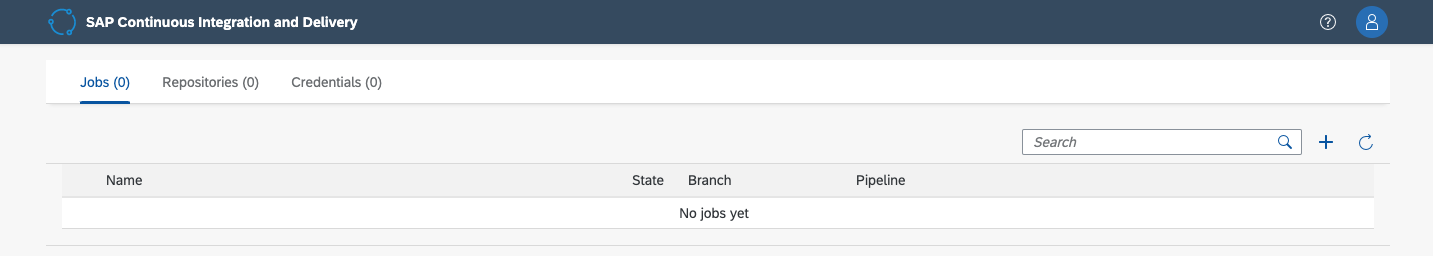 SAP Continuous Integration and Delivery
Jobs (0) Repositories (0) Credentials (0)
Search
Name State Branch Pipeline
No jobs yet